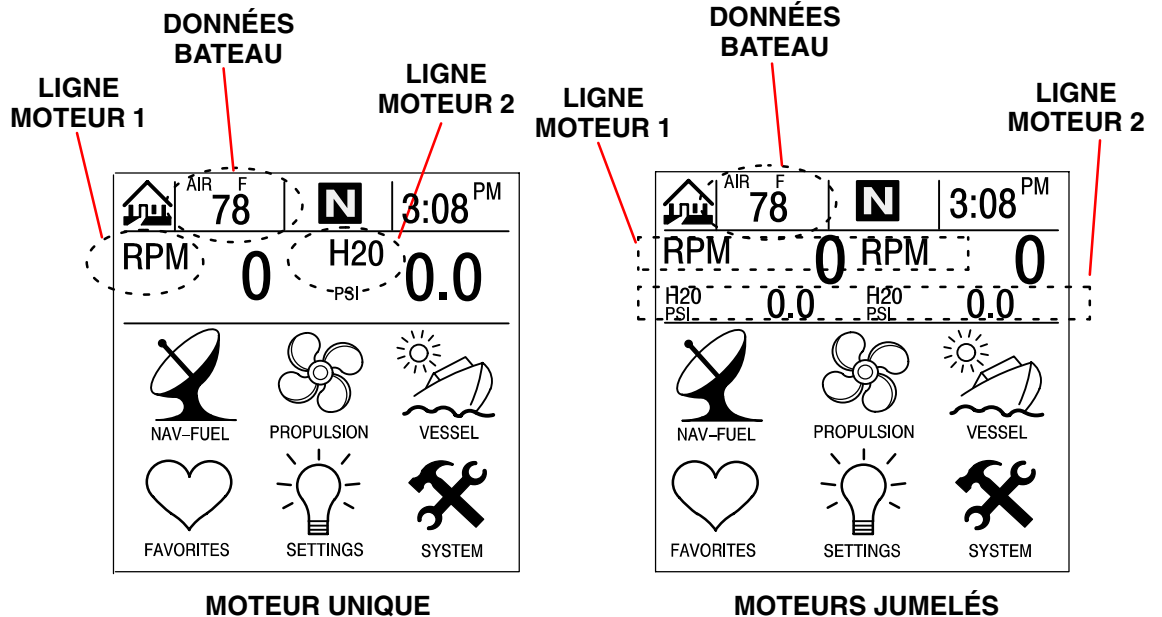 DONNÉES
BATEAU
LIGNE
MOTEUR 1
LIGNE
MOTEUR 2
AIR F
78
N
3:08 PM
RPM 0
H20
PSI 0.0
NAV–FUEL PROPULSION VESSEL
FAVORITES SETTINGS SYSTEM
MOTEUR UNIQUE
DONNÉES
BATEAU
LIGNE
MOTEUR 1
LIGNE
MOTEUR 2
AIR F
78
N
3:08 PM
RPM 0 RPM 0
H20
PSI 0.0
H20
PSI 0.0
NAV–FUEL PROPULSION VESSEL
FAVORITES SETTINGS SYSTEM
MOTEURS JUMELÉS